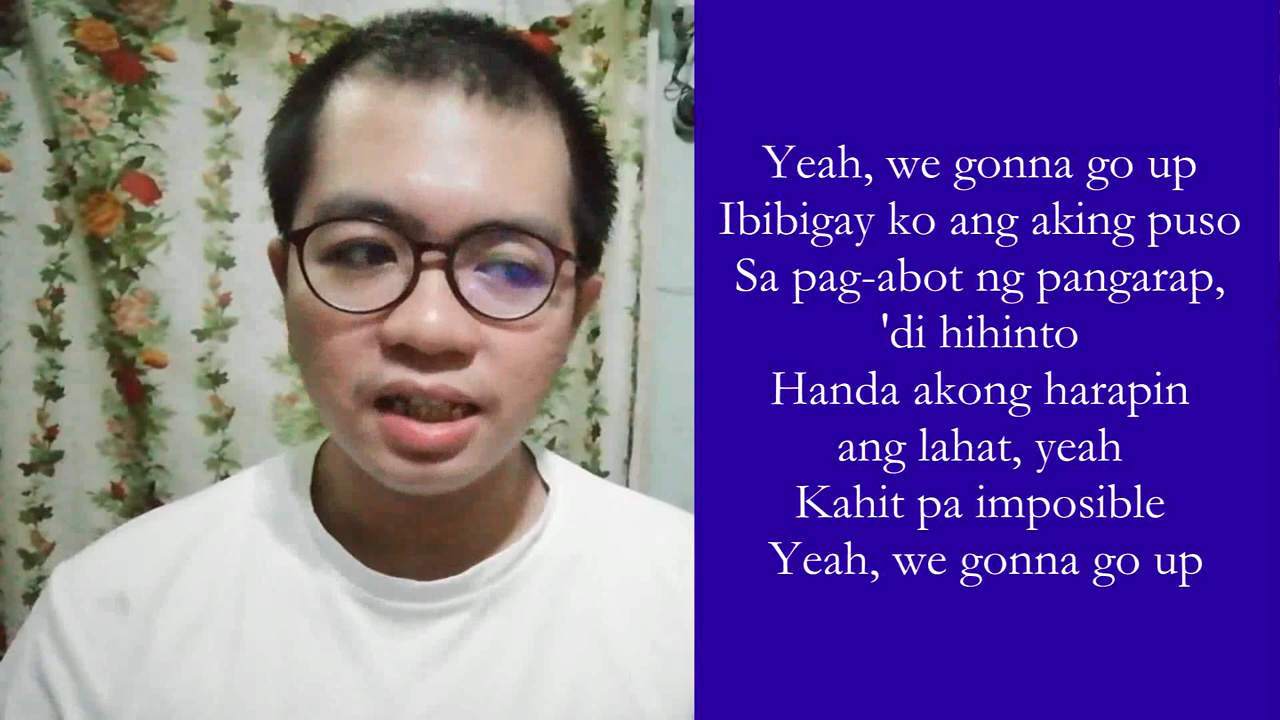 Yeah, we gonna go up
Ibibigay ko ang aking puso
Sa pag-abot ng pangarap,
'di hihinto
Handa akong harapin
ang lahat, yeah
Kahit pa imposible
Yeah, we gonna go up